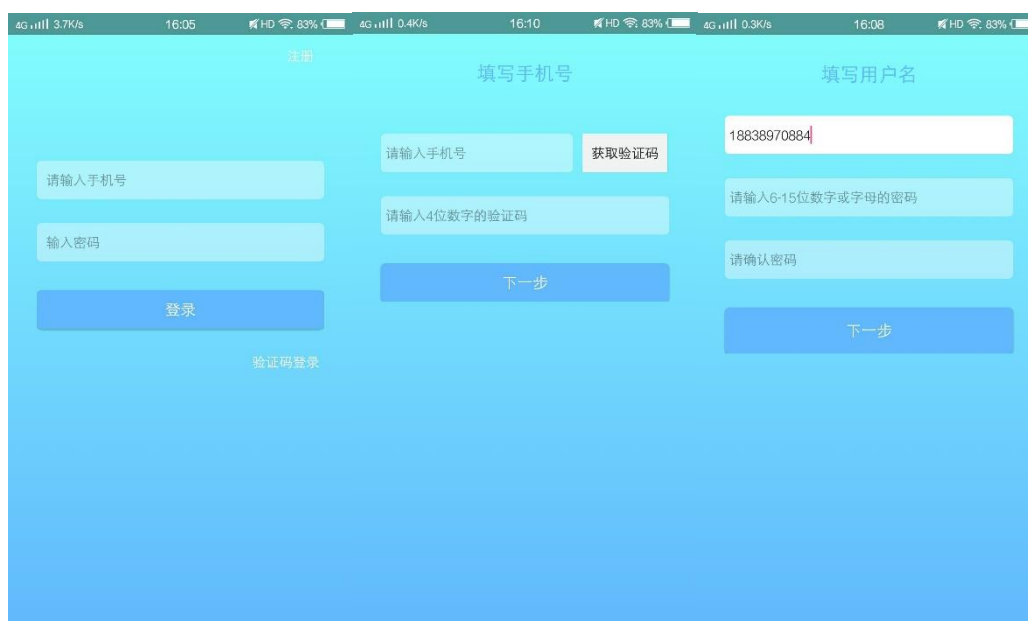 4G 3.7K/s 16:05 HD 83%
注册
请输入手机号
输入密码
登录
验证码登录
4G 0.4K/s 16:10 HD 83%
填写手机号
请输入手机号 获取验证码
请输入4位数字的验证码
下一步
4G 0.3K/s 16:08 HD 83%
填写用户名
18838970884
请输入6-15位数字或字母的密码
请确认密码
下一步